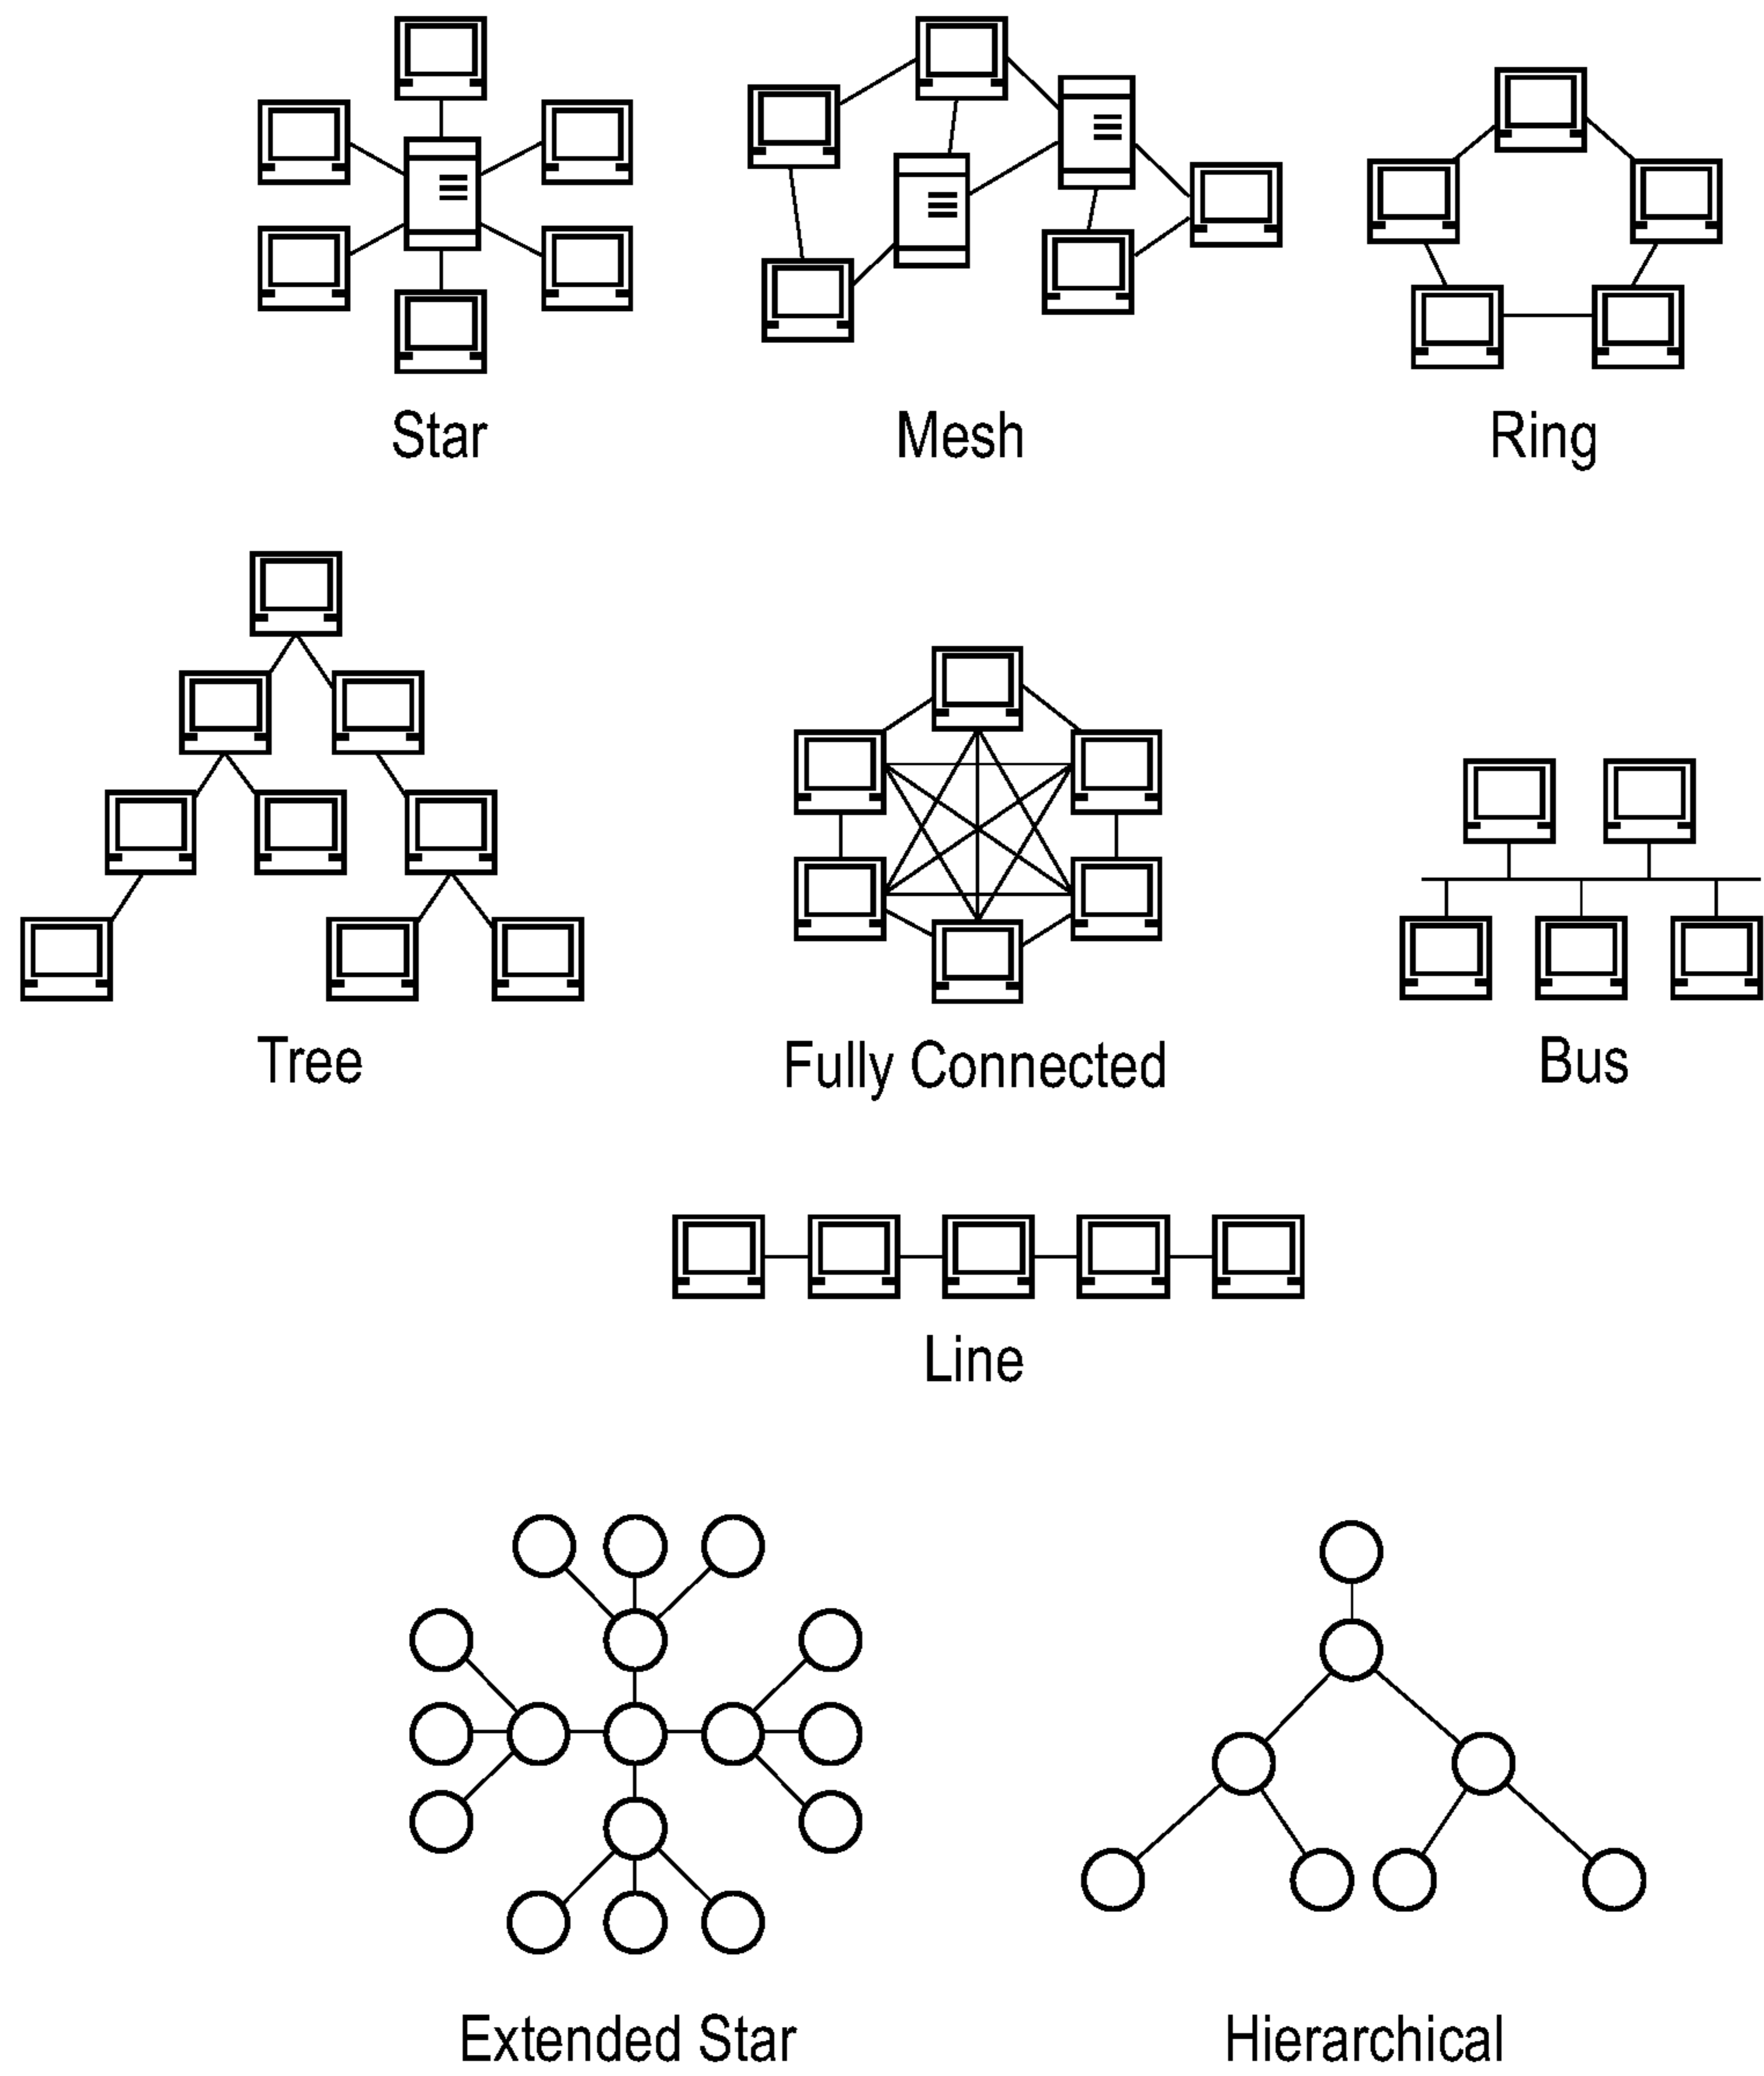 Star
Mesh
Ring
Tree
Fully Connected
Bus
Line
Extended Star
Hierarchical